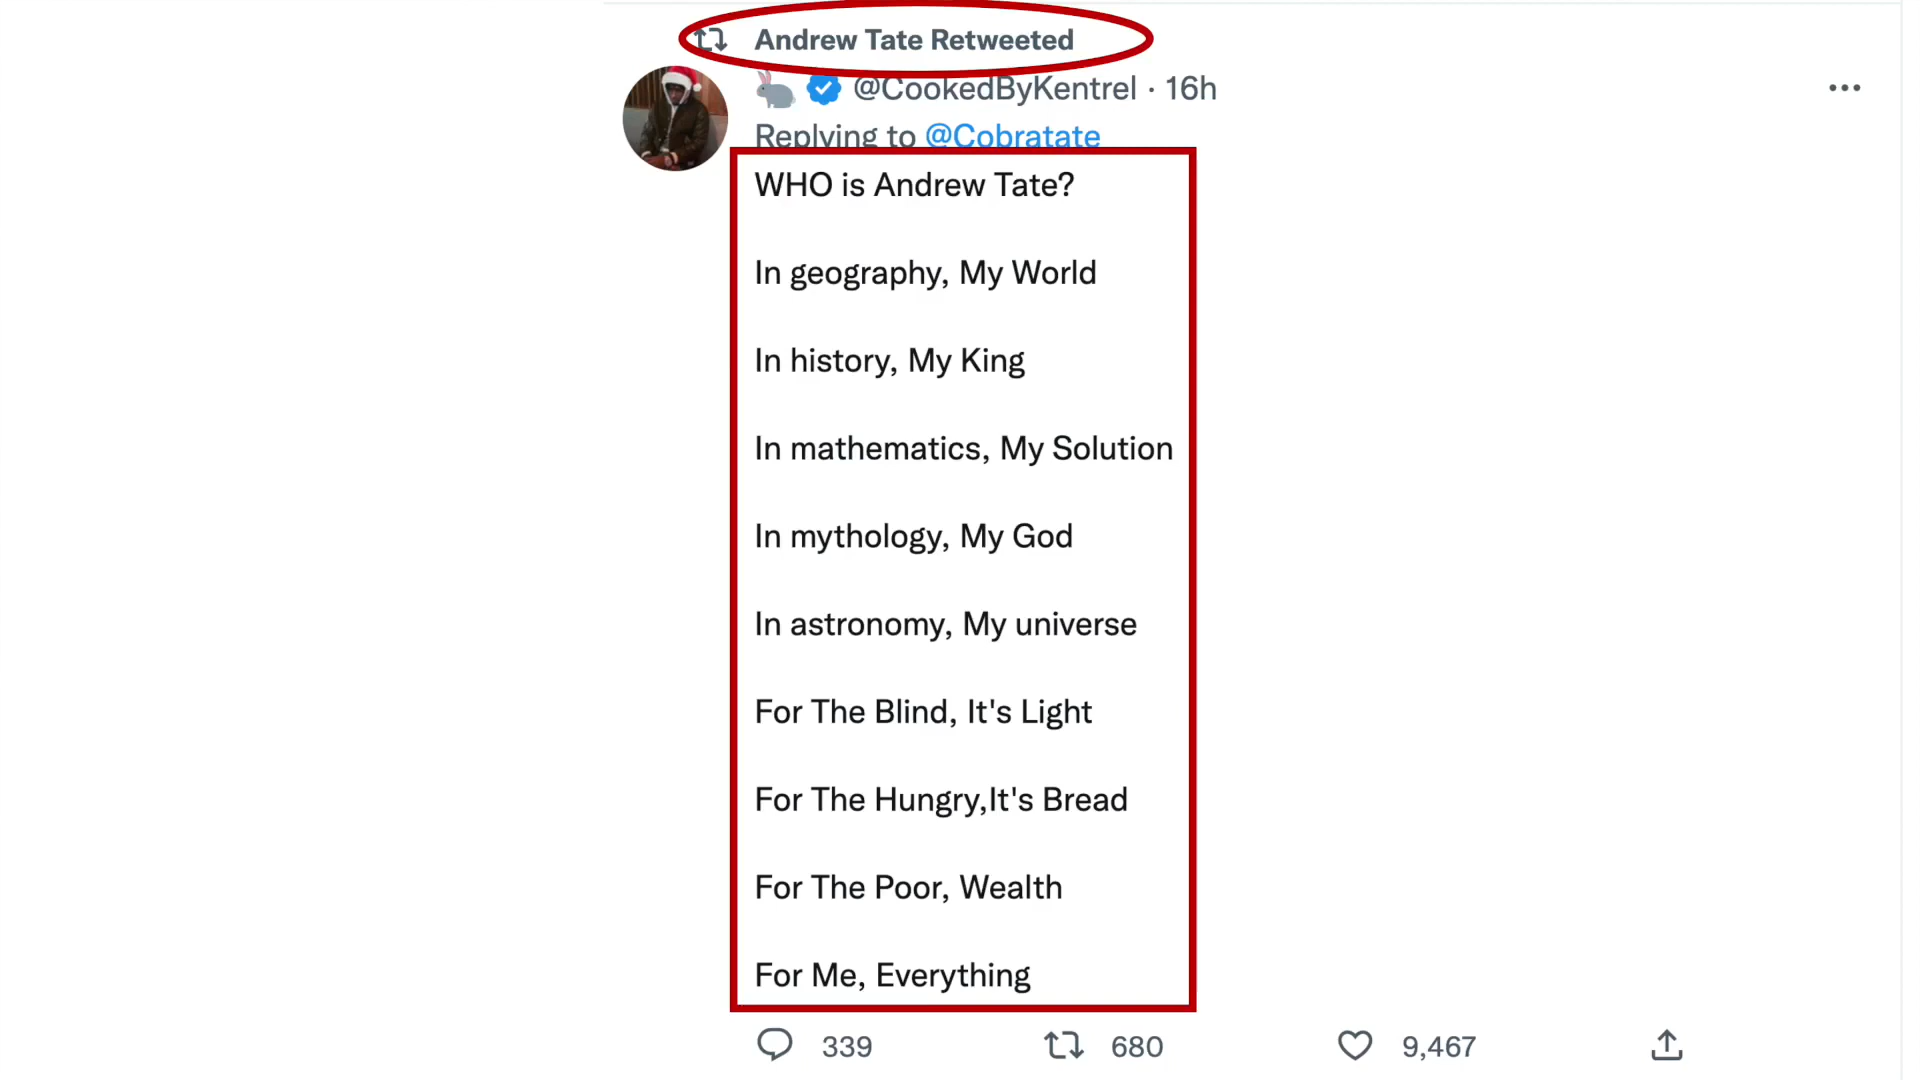 Andrew Tate Retweeted
@CookedByKentrel · 16h
Replying to @Cobratate
WHO is Andrew Tate?
In geography, My World
In history, My King
In mathematics, My Solution
In mythology, My God
In astronomy, My universe
For The Blind, It's Light
For The Hungry,It's Bread
For The Poor, Wealth
For Me, Everything
339 680 9,467